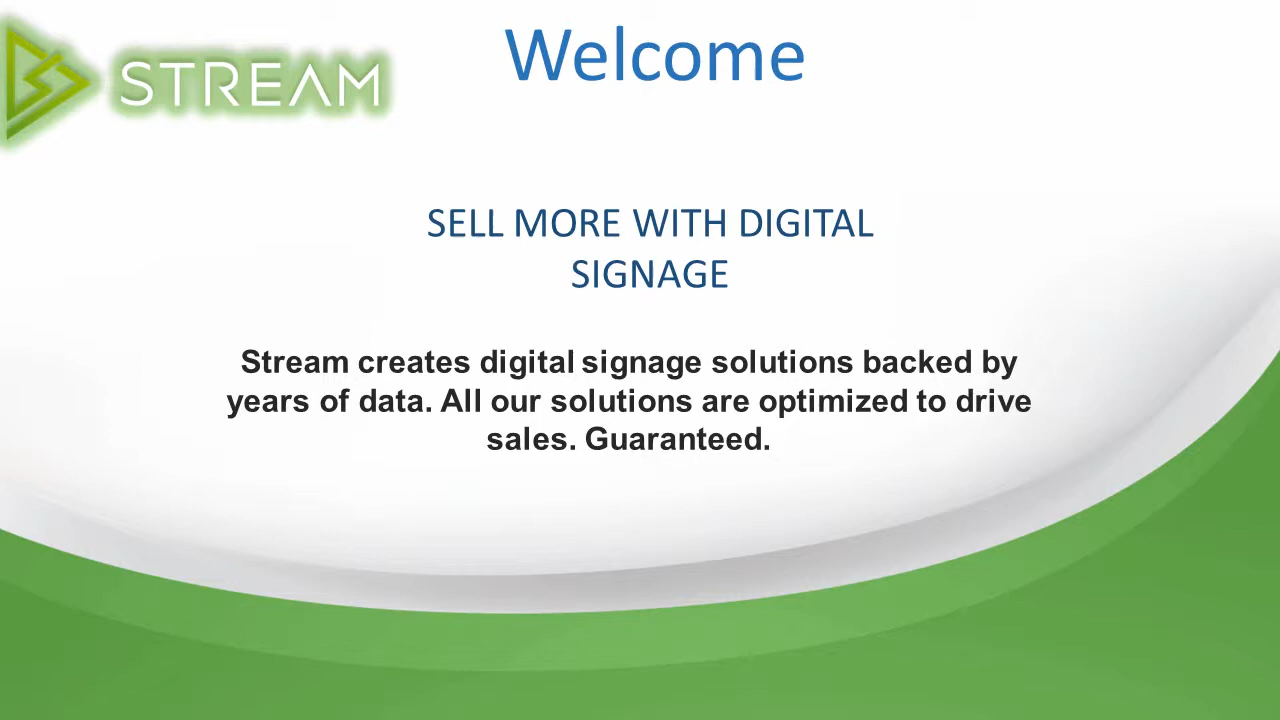 STREAM
Welcome
SELL MORE WITH DIGITAL
SIGNAGE
Stream creates digital signage solutions backed by
years of data. All our solutions are optimized to drive
sales. Guaranteed.